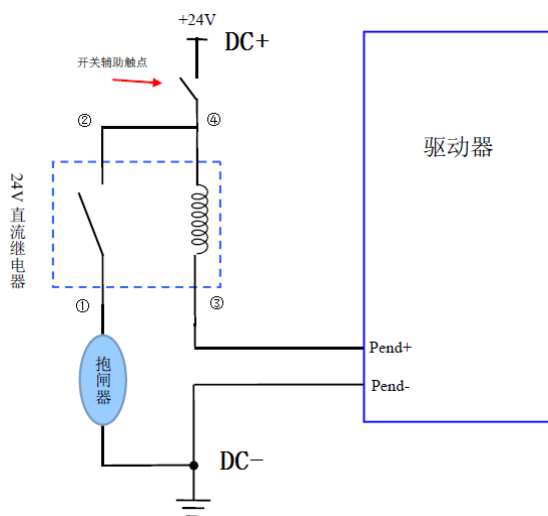 +24V
DC+
开关辅助触点
②
④
驱动器
24V 直流继电器
①
③
Pend+
抱闸器
Pend-
DC-